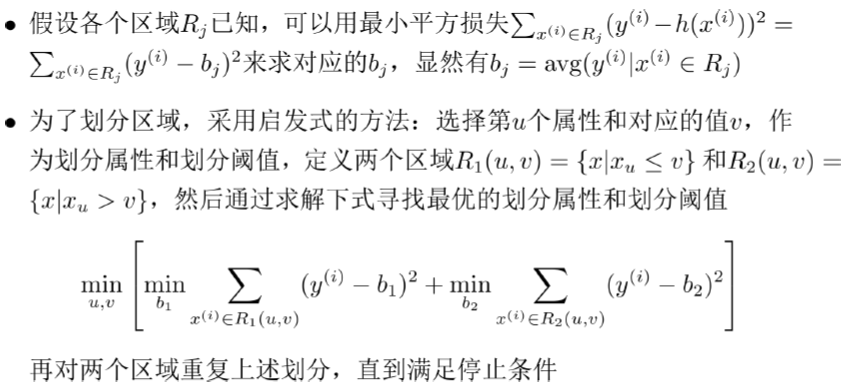 • 假设各个区域$R_j$已知，可以用最小平方损失$\sum_{x^{(i)} \in R_j}(y^{(i)} - h(x^{(i)}))^2 =$
$\sum_{x^{(i)} \in R_j}(y^{(i)} - b_j)^2$来求对应的$b_j$，显然有$b_j = \mathrm{avg}(y^{(i)}|x^{(i)} \in R_j)$
• 为了划分区域，采用启发式的方法：选择第$u$个属性和对应的值$v$，作
为划分属性和划分阈值，定义两个区域$R_1(u, v) = \{x|x_u \leq v\}$ 和$R_2(u, v) =$
$\{x|x_u > v\}$，然后通过求解下式寻找最优的划分属性和划分阈值
$\min_{u,v} \left[ \min_{b_1} \sum_{x^{(i)} \in R_1(u,v)} (y^{(i)} - b_1)^2 + \min_{b_2} \sum_{x^{(i)} \in R_2(u,v)} (y^{(i)} - b_2)^2 \right]$
再对两个区域重复上述划分，直到满足停止条件